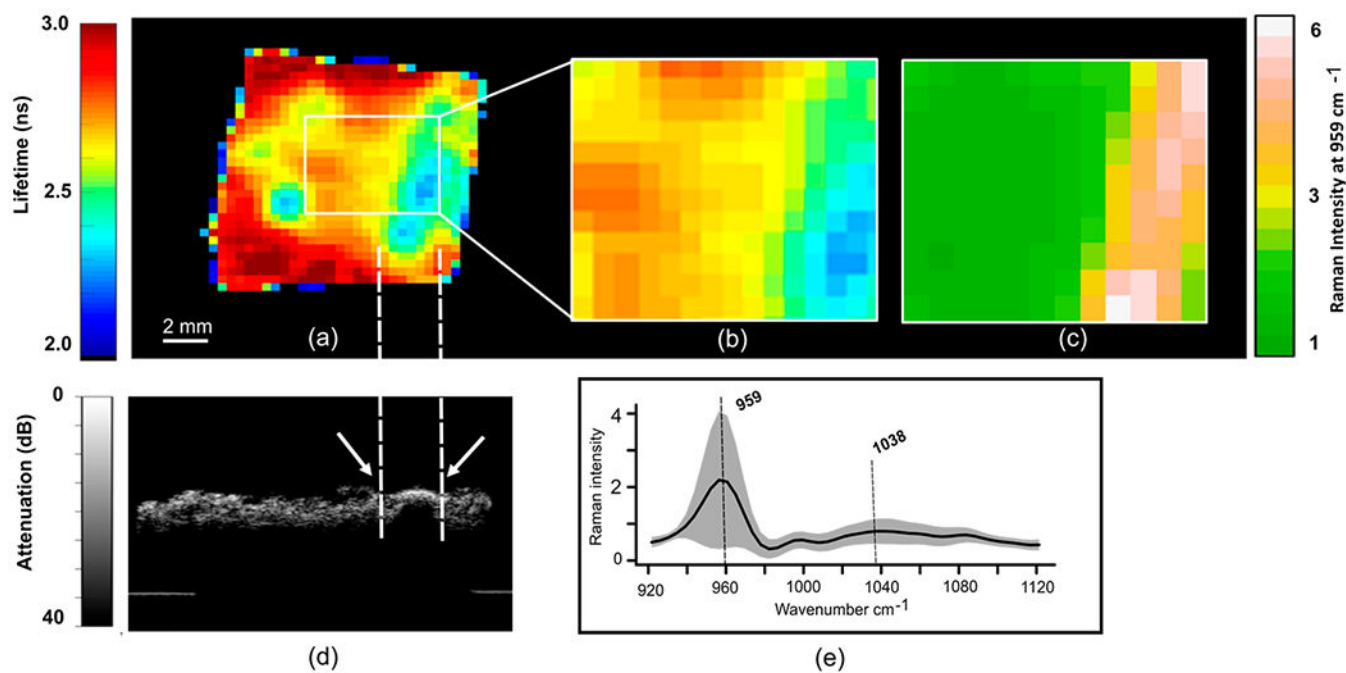 3.0
2.5
2.0
Lifetime (ns)
2 mm
(a)
(b)
(c)
6
3
1
Raman Intensity at 959 cm -1
0
40
Attenuation (dB)
(d)
959
1038
4
2
0
Raman intensity
920
960
1000
1040
1080
1120
Wavenumber cm-1
(e)